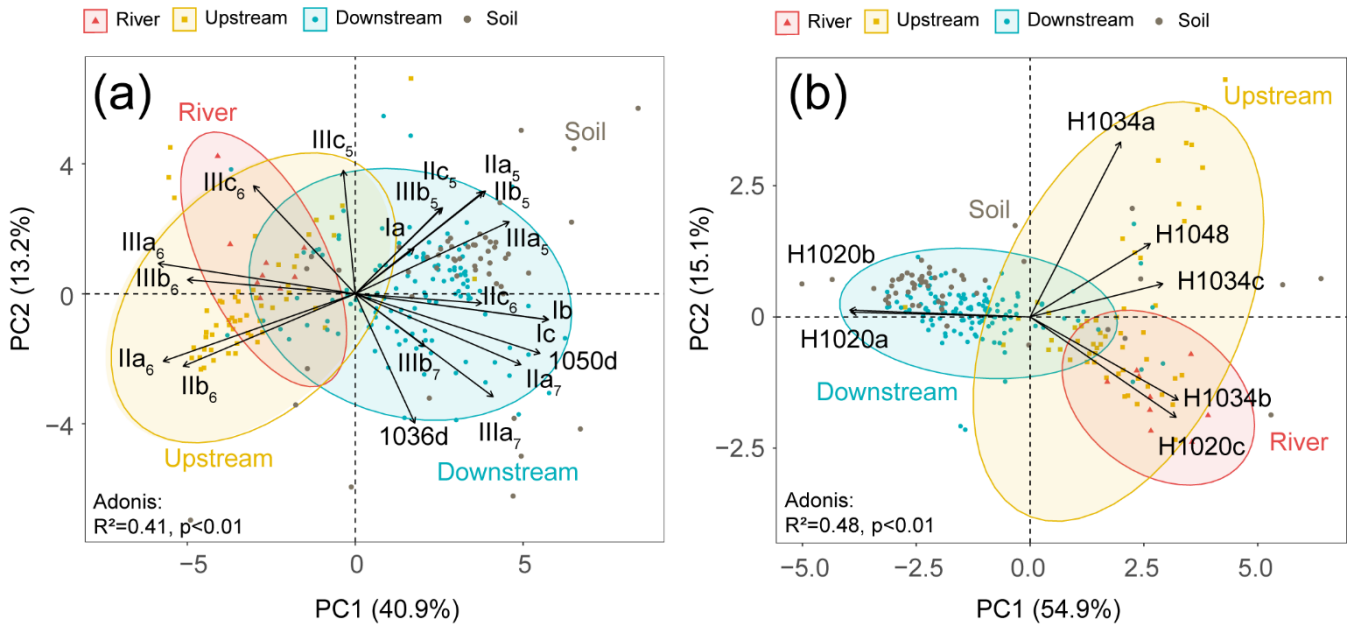 River Upstream Downstream Soil
(a)
River
Soil
IIIc5
IIc5
IIa5
IIIc6
IIIb5
IIb5
Ia
IIIa5
IIIa6
IIIb6
IIc6
Ib
Ic
1050d
IIIb7
IIa7
IIa6
IIb6
1036d
IIIa7
Upstream
Downstream
Adonis:
R²=0.41, p<0.01
4
0
−4
−5
0
5
PC1 (40.9%)
PC2 (13.2%)
River Upstream Downstream Soil
(b)
Upstream
H1034a
Soil
H1048
H1020b
H1034c
H1020a
Downstream
H1034b
H1020c
River
Adonis:
R²=0.48, p<0.01
2.5
0
−2.5
−5.0
−2.5
0.0
2.5
5.0
PC1 (54.9%)
PC2 (15.1%)